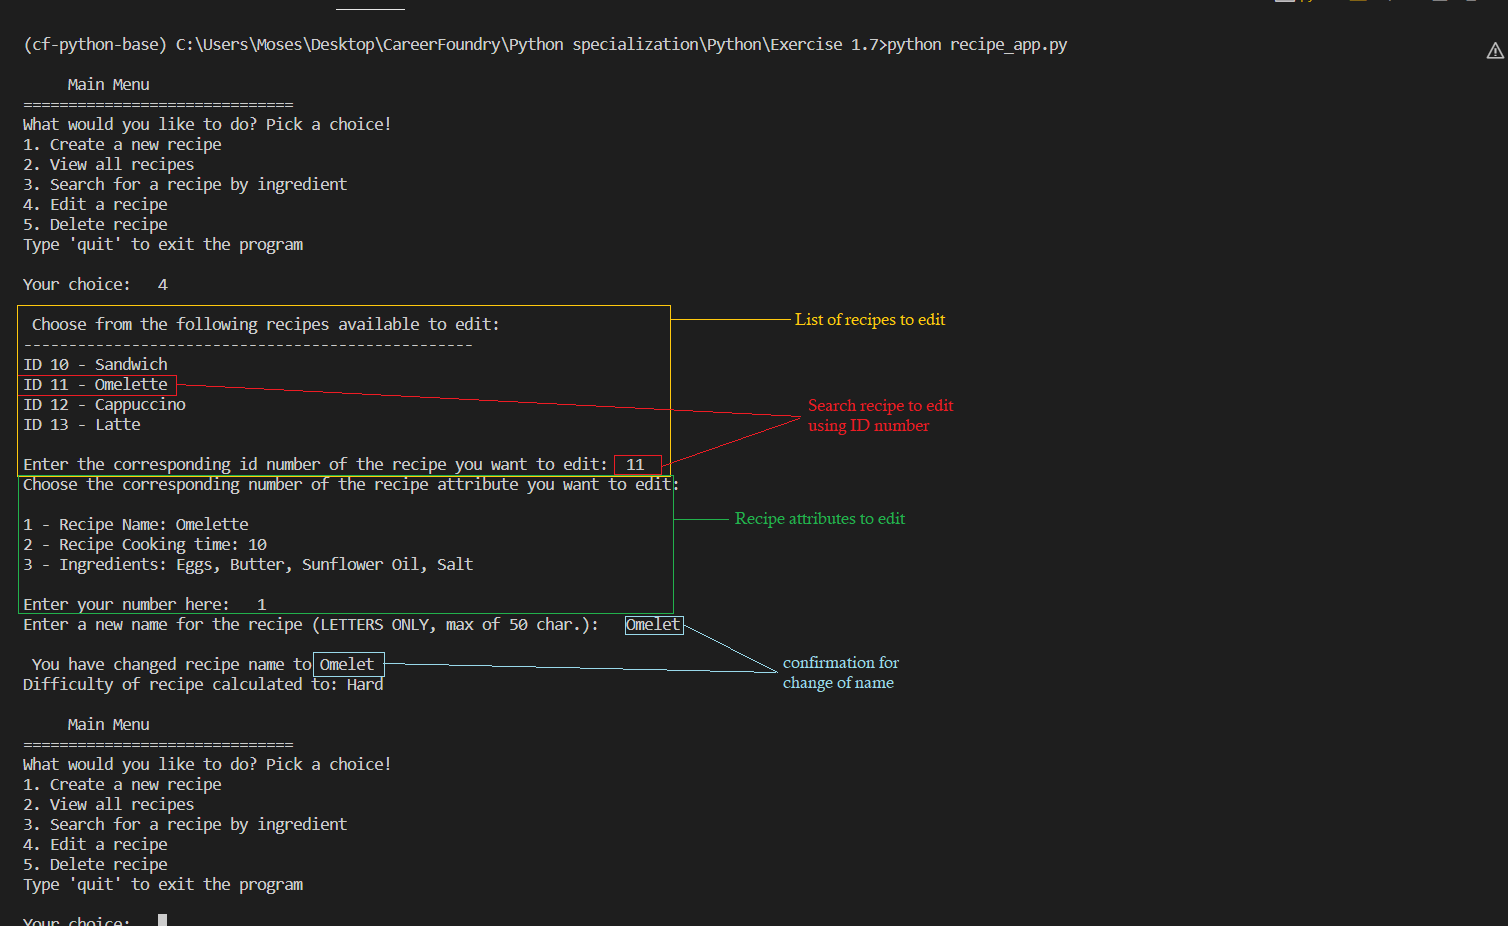 (cf-python-base) C:\Users\Moses\Desktop\CareerFoundry\Python specialization\Python\Exercise 1.7>python recipe_app.py
Main Menu
==============================
What would you like to do? Pick a choice!
1. Create a new recipe
2. View all recipes
3. Search for a recipe by ingredient
4. Edit a recipe
5. Delete recipe
Type 'quit' to exit the program
Your choice: 4
Choose from the following recipes available to edit:
List of recipes to edit
--------------------------------------------------
ID 10 - Sandwich
ID 11 - Omelette
ID 12 - Cappuccino
ID 13 - Latte
Search recipe to edit
using ID number
Enter the corresponding id number of the recipe you want to edit: 11
Choose the corresponding number of the recipe attribute you want to edit:
Recipe attributes to edit
1 - Recipe Name: Omelette
2 - Recipe Cooking time: 10
3 - Ingredients: Eggs, Butter, Sunflower Oil, Salt
Enter your number here: 1
Enter a new name for the recipe (LETTERS ONLY, max of 50 char.): Omelet
You have changed recipe name to Omelet
Difficulty of recipe calculated to: Hard
confirmation for
change of name
Main Menu
==============================
What would you like to do? Pick a choice!
1. Create a new recipe
2. View all recipes
3. Search for a recipe by ingredient
4. Edit a recipe
5. Delete recipe
Type 'quit' to exit the program
Your choice: